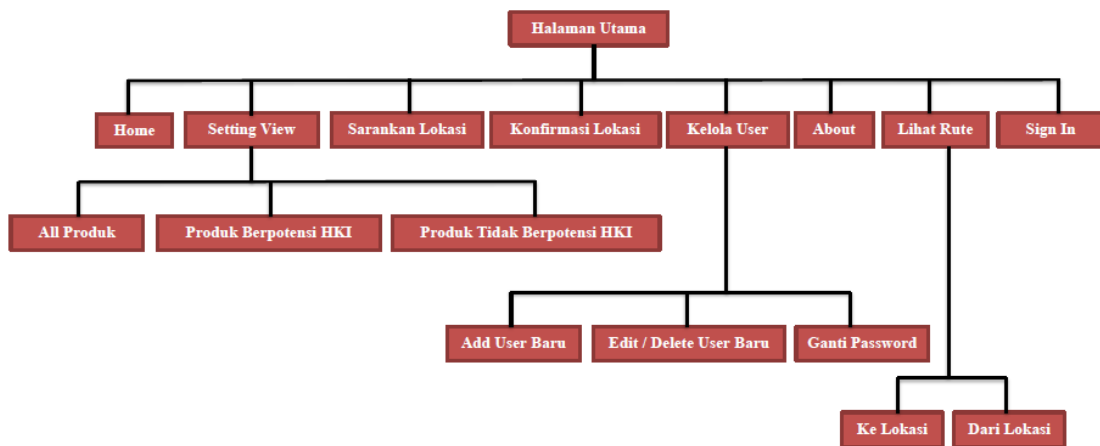 Halaman Utama
Home
Setting View
Sarankan Lokasi
Konfirmasi Lokasi
Kelola User
About
Lihat Rute
Sign In
All Produk
Produk Berpotensi HKI
Produk Tidak Berpotensi HKI
Add User Baru
Edit / Delete User Baru
Ganti Password
Ke Lokasi
Dari Lokasi